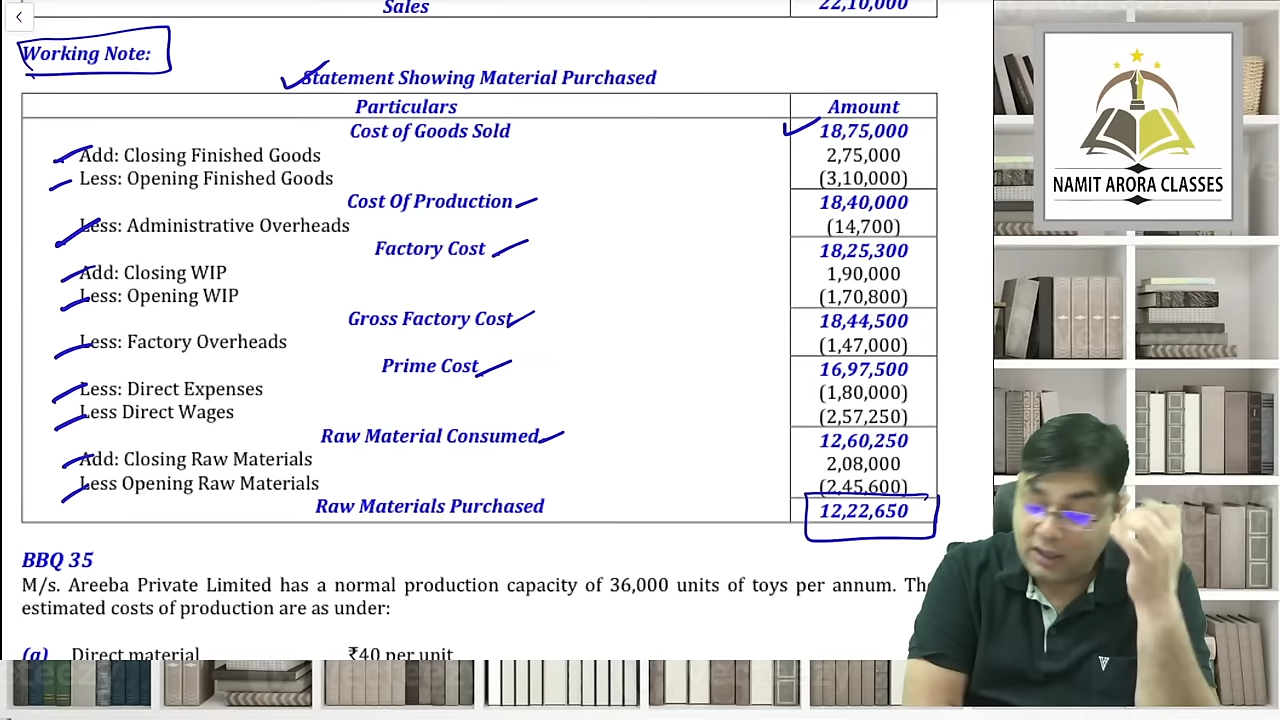 Sales 22,10,000
Working Note:
Statement Showing Material Purchased
Particulars Amount
Cost of Goods Sold 18,75,000
Add: Closing Finished Goods 2,75,000
Less: Opening Finished Goods (3,10,000)
Cost Of Production 18,40,000
Less: Administrative Overheads (14,700)
Factory Cost 18,25,300
Add: Closing WIP 1,90,000
Less: Opening WIP (1,70,800)
Gross Factory Cost 18,44,500
Less: Factory Overheads (1,47,000)
Prime Cost 16,97,500
Less: Direct Expenses (1,80,000)
Less Direct Wages (2,57,250)
Raw Material Consumed 12,60,250
Add: Closing Raw Materials 2,08,000
Less Opening Raw Materials (2,45,600)
Raw Materials Purchased 12,22,650
BBQ 35
M/s. Areeba Private Limited has a normal production capacity of 36,000 units of toys per annum.
estimated costs of production are as under:
(a) Direct material ₹40 per unit
NAMIT ARORA CLASSES